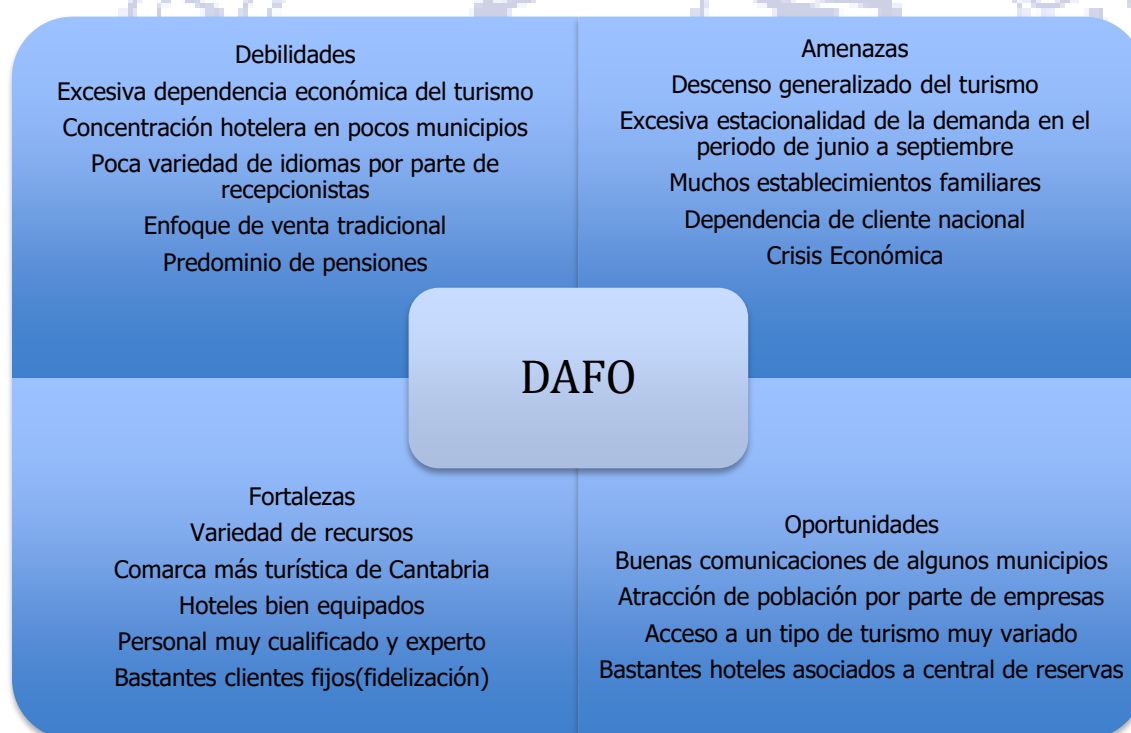 Debilidades
Excesiva dependencia económica del turismo
Concentración hotelera en pocos municipios
Poca variedad de idiomas por parte de
recepcionistas
Enfoque de venta tradicional
Predominio de pensiones
Amenazas
Descenso generalizado del turismo
Excesiva estacionalidad de la demanda en el
periodo de junio a septiembre
Muchos establecimientos familiares
Dependencia de cliente nacional
Crisis Económica
DAFO
Fortalezas
Variedad de recursos
Comarca más turística de Cantabria
Hoteles bien equipados
Personal muy cualificado y experto
Bastantes clientes fijos(fidelización)
Oportunidades
Buenas comunicaciones de algunos municipios
Atracción de población por parte de empresas
Acceso a un tipo de turismo muy variado
Bastantes hoteles asociados a central de reservas